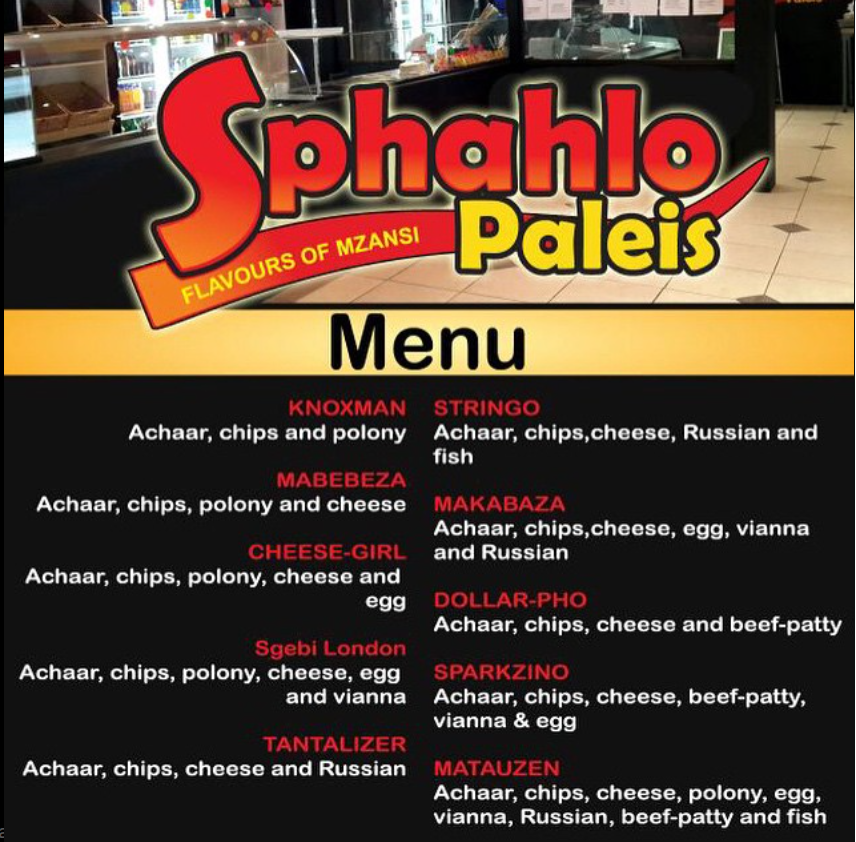 Sphahlo
Paleis
FLAVOURS OF MZANSI
Menu
KNOXMAN
Achaar, chips and polony
MABEBEZA
Achaar, chips, polony and cheese
CHEESE-GIRL
Achaar, chips, polony, cheese and
egg
Sgebi London
Achaar, chips, polony, cheese, egg
and vianna
TANTALIZER
Achaar, chips, cheese and Russian
STRINGO
Achaar, chips,cheese, Russian and
fish
MAKABAZA
Achaar, chips,cheese, egg, vianna
and Russian
DOLLAR-PHO
Achaar, chips, cheese and beef-patty
SPARKZINO
Achaar, chips, cheese, beef-patty,
vianna & egg
MATAUZEN
Achaar, chips, cheese, polony, egg,
vianna, Russian, beef-patty and fish